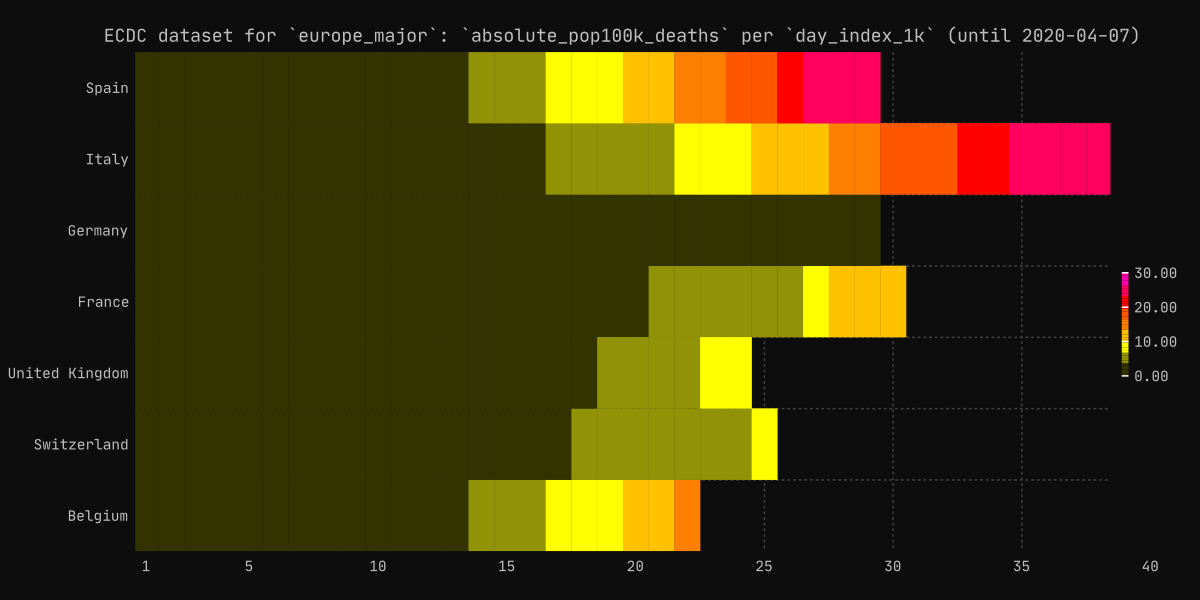 ECDC dataset for `europe_major`: `absolute_pop100k_deaths` per `day_index_1k` (until 2020-04-07)
Spain
Italy
Germany
France
United Kingdom
Switzerland
Belgium
30.00
20.00
10.00
0.00
1 5 10 15 20 25 30 35 40